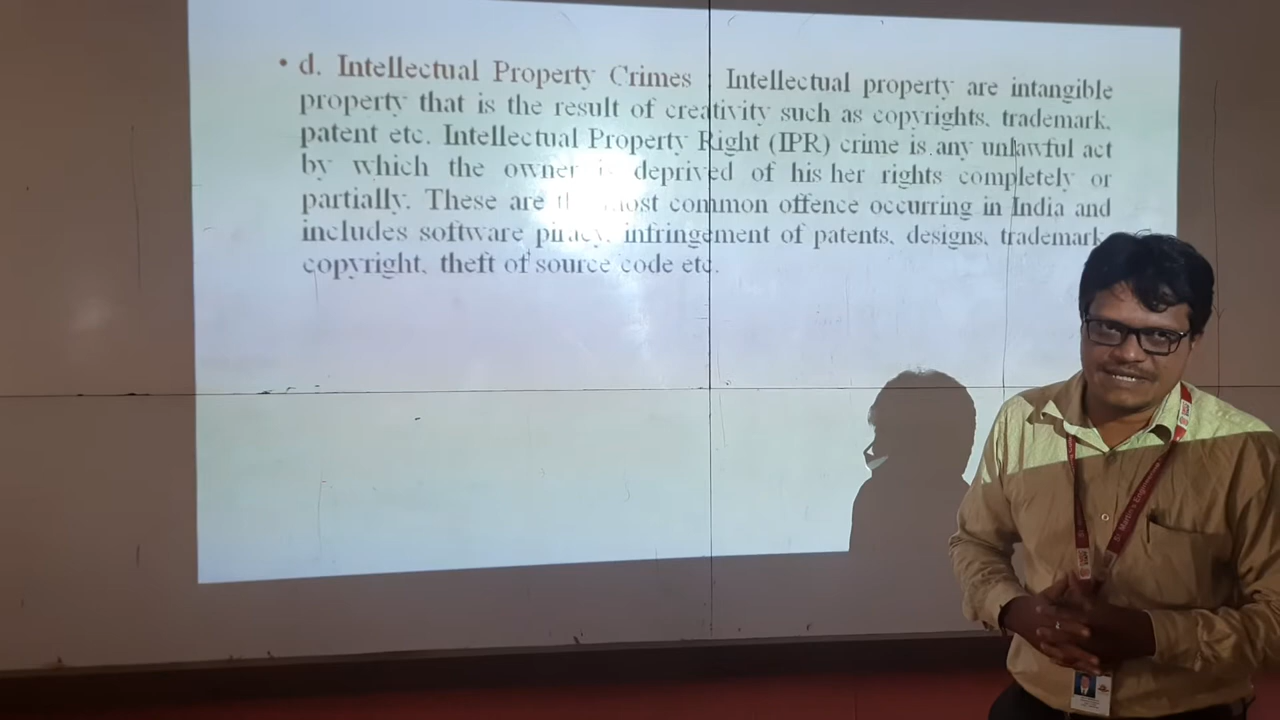 • d. Intellectual Property Crimes : Intellectual property are intangible
property that is the result of creativity such as copyrights, trademark,
patent etc. Intellectual Property Right (IPR) crime is any unlawful act
by which the owner is deprived of his her rights completely or
partially. These are most common offence occurring in India and
includes software piracy, infringement of patents, designs, trademark,
copyright, theft of source code etc.
St. Martin's Engineering